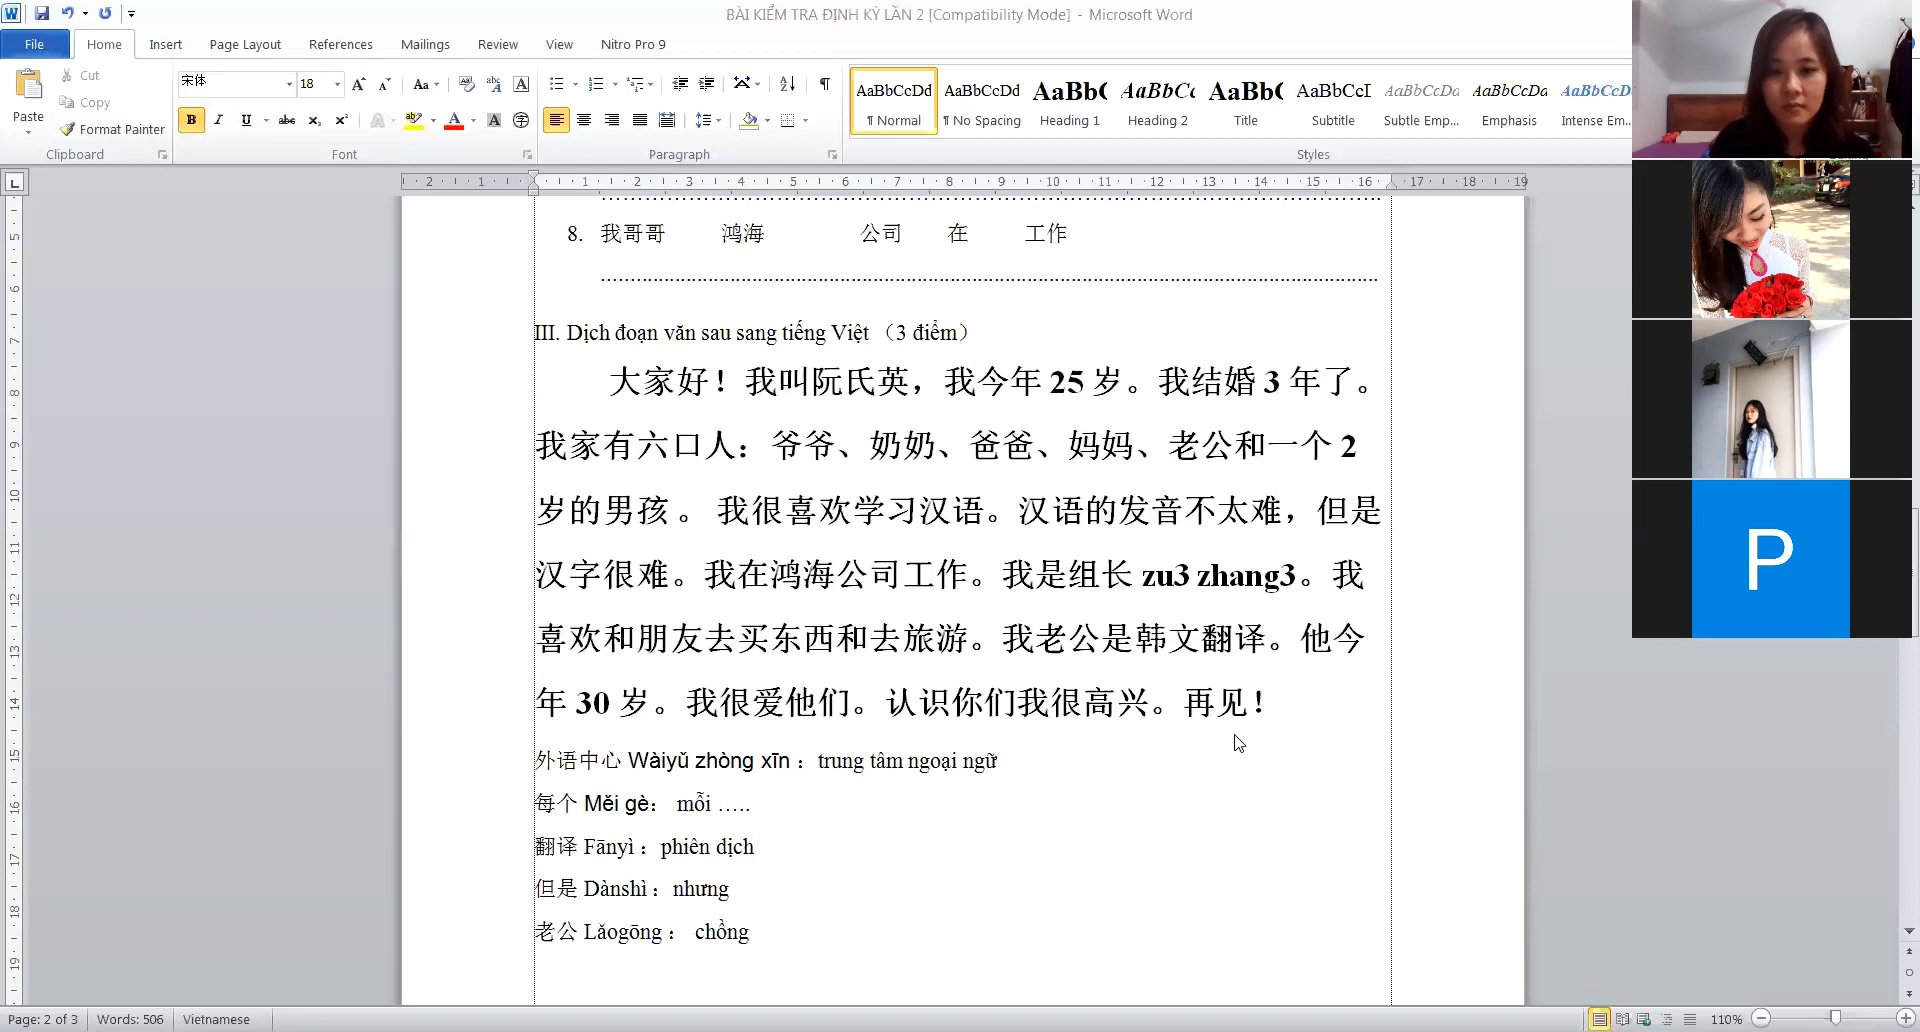 BÀI KIỂM TRA ĐỊNH KỲ LẦN 2 [Compatibility Mode] - Microsoft Word
File Home Insert Page Layout References Mailings Review View Nitro Pro 9
Cut
Copy
Format Painter
Paste
宋体 18
AaBbCcDd AaBbCcDd AaBbC AaBbCc AaBbC AaBbCcI AaBbCcDa AaBbCcDa AaBbCcD
¶ Normal ¶ No Spacing Heading 1 Heading 2 Title Subtitle Subtle Emp... Emphasis Intense Em...
Clipboard Font Paragraph Styles
8. 我哥哥 鸿海 公司 在 工作
III. Dịch đoạn văn sau sang tiếng Việt （3 điểm）
大家好！我叫阮氏英，我今年 25 岁。我结婚 3 年了。
我家有六口人：爷爷、奶奶、爸爸、妈妈、老公和一个 2
岁的男孩 。 我很喜欢学习汉语。汉语的发音不太难，但是
汉字很难。我在鸿海公司工作。我是组长 zu3 zhang3。我
喜欢和朋友去买东西和去旅游。我老公是韩文翻译。他今
年 30 岁。我很爱他们。认识你们我很高兴。再见！
外语中心 Wàiyǔ zhòng xīn ：trung tâm ngoại ngữ
每个 Měi gè： mỗi …..
翻译 Fānyì ：phiên dịch
但是 Dànshì ：nhưng
老公 Lǎogōng ： chồng
P
Page: 2 of 3 Words: 506 Vietnamese 110%